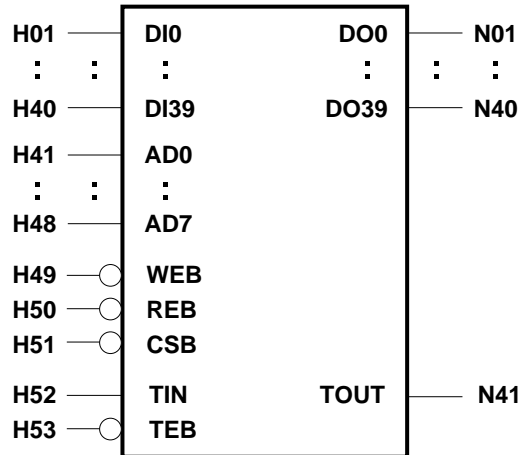 H01 DI0 DO0 N01
: : : : : :
H40 DI39 DO39 N40
H41 AD0
: : :
H48 AD7
H49 WEB
H50 REB
H51 CSB
H52 TIN TOUT N41
H53 TEB